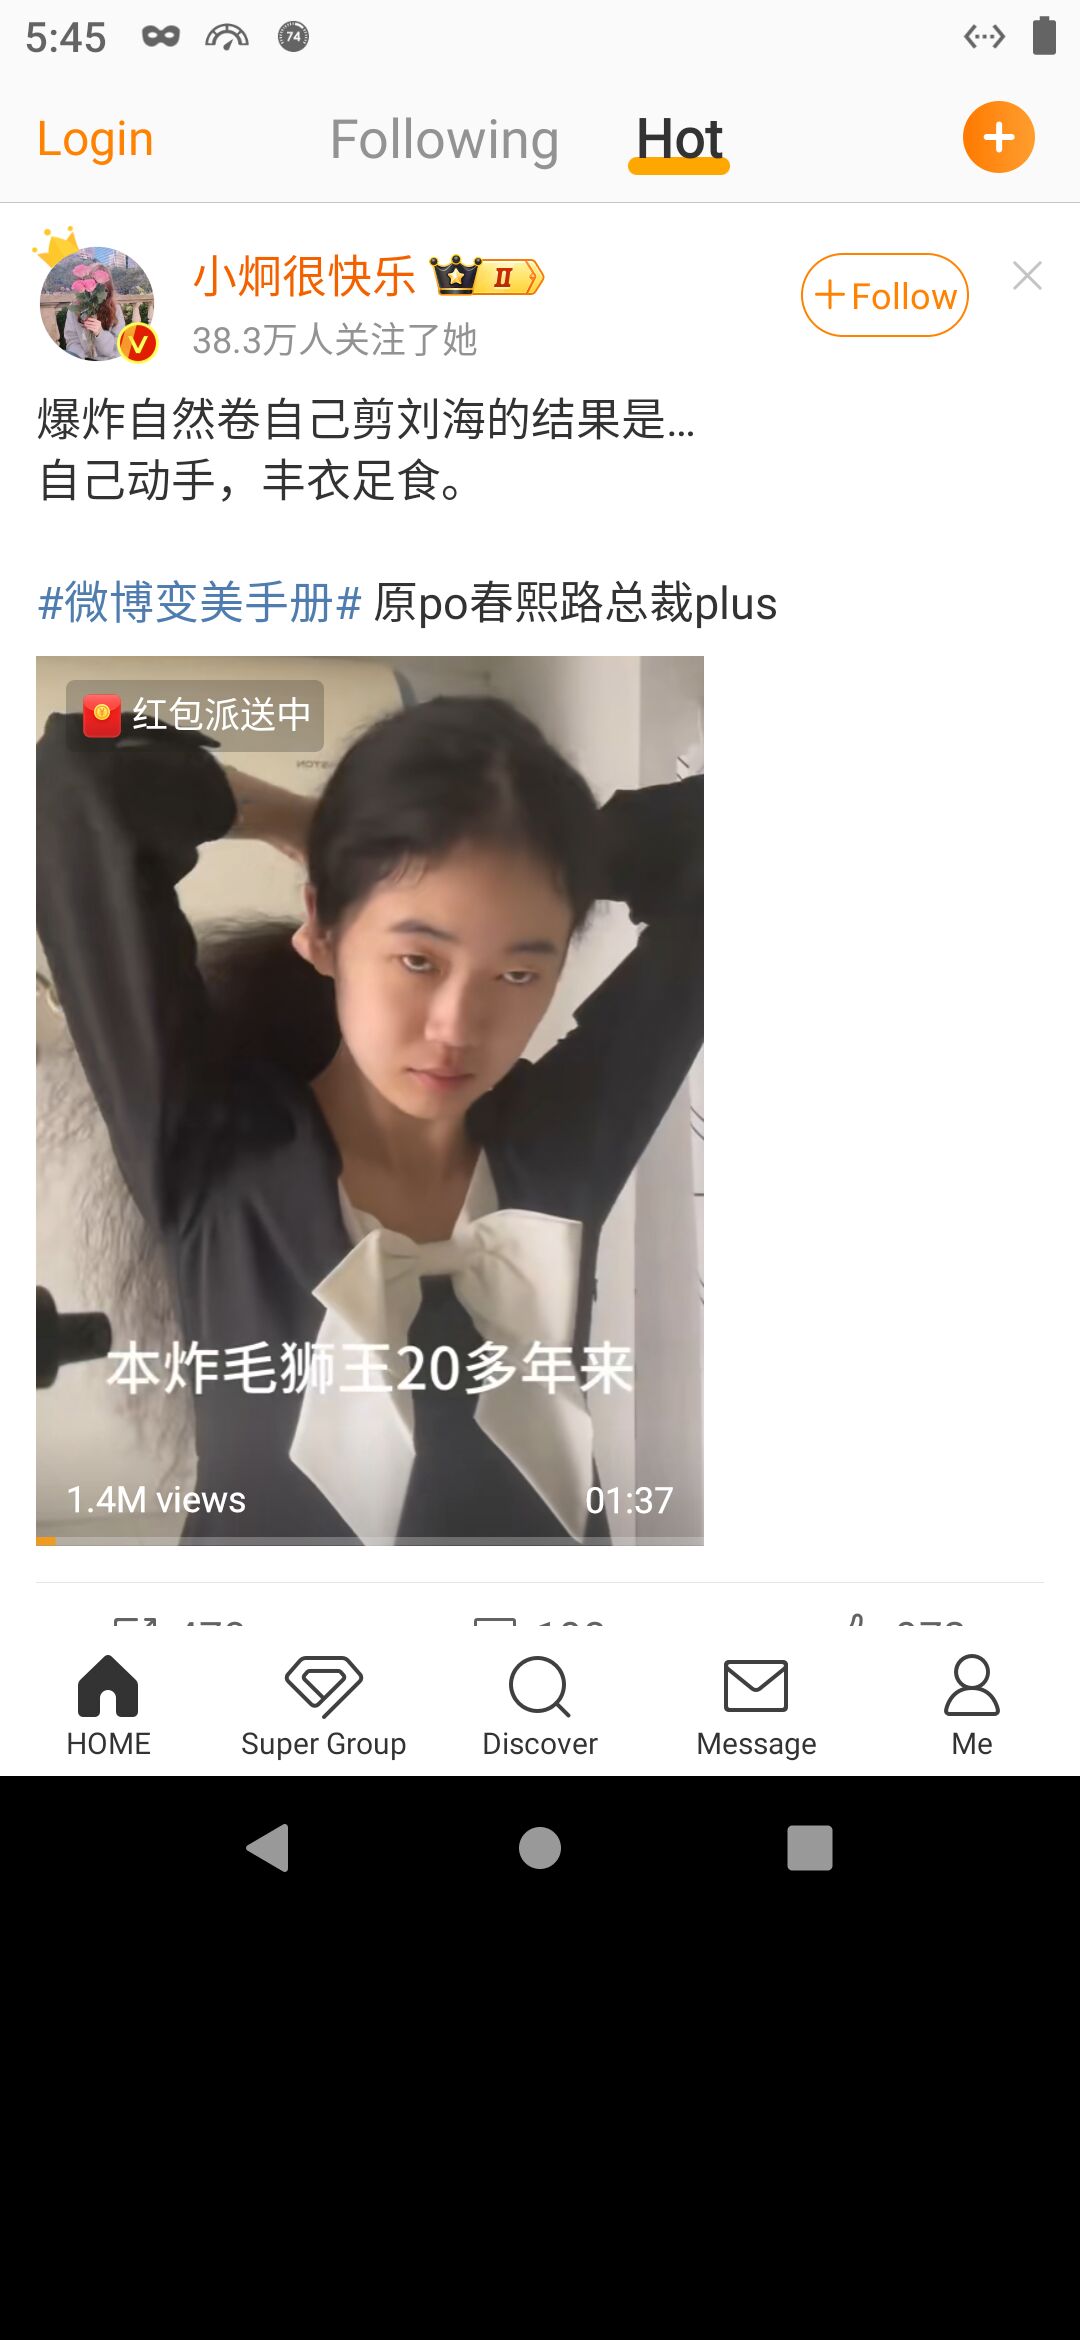 5:45
74
Login
Following
Hot
小炯很快乐
II
Follow
38.3万人关注了她
爆炸自然卷自己剪刘海的结果是...
自己动手，丰衣足食。
#微博变美手册# 原po春熙路总裁plus
红包派送中
本炸毛狮王20多年来
1.4M views
01:37
HOME
Super Group
Discover
Message
Me